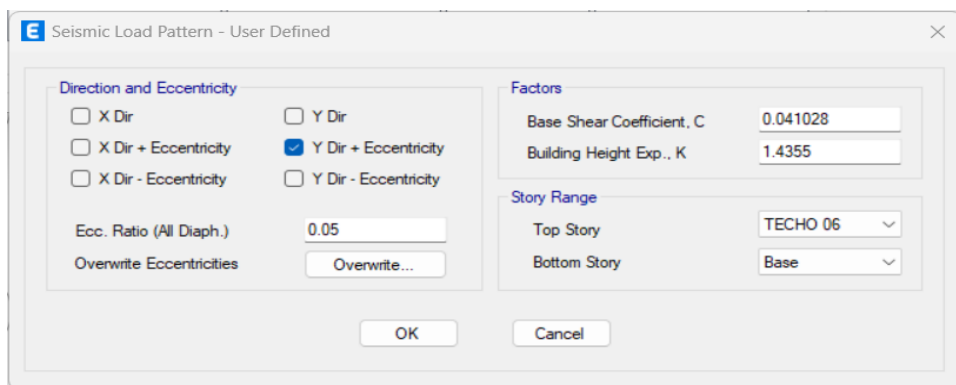 E Seismic Load Pattern - User Defined
Direction and Eccentricity
X Dir
Y Dir
X Dir + Eccentricity
Y Dir + Eccentricity
X Dir - Eccentricity
Y Dir - Eccentricity
Ecc. Ratio (All Diaph.)
0.05
Overwrite Eccentricities
Overwrite...
Factors
Base Shear Coefficient, C
0.041028
Building Height Exp., K
1.4355
Story Range
Top Story
TECHO 06
Bottom Story
Base
OK
Cancel